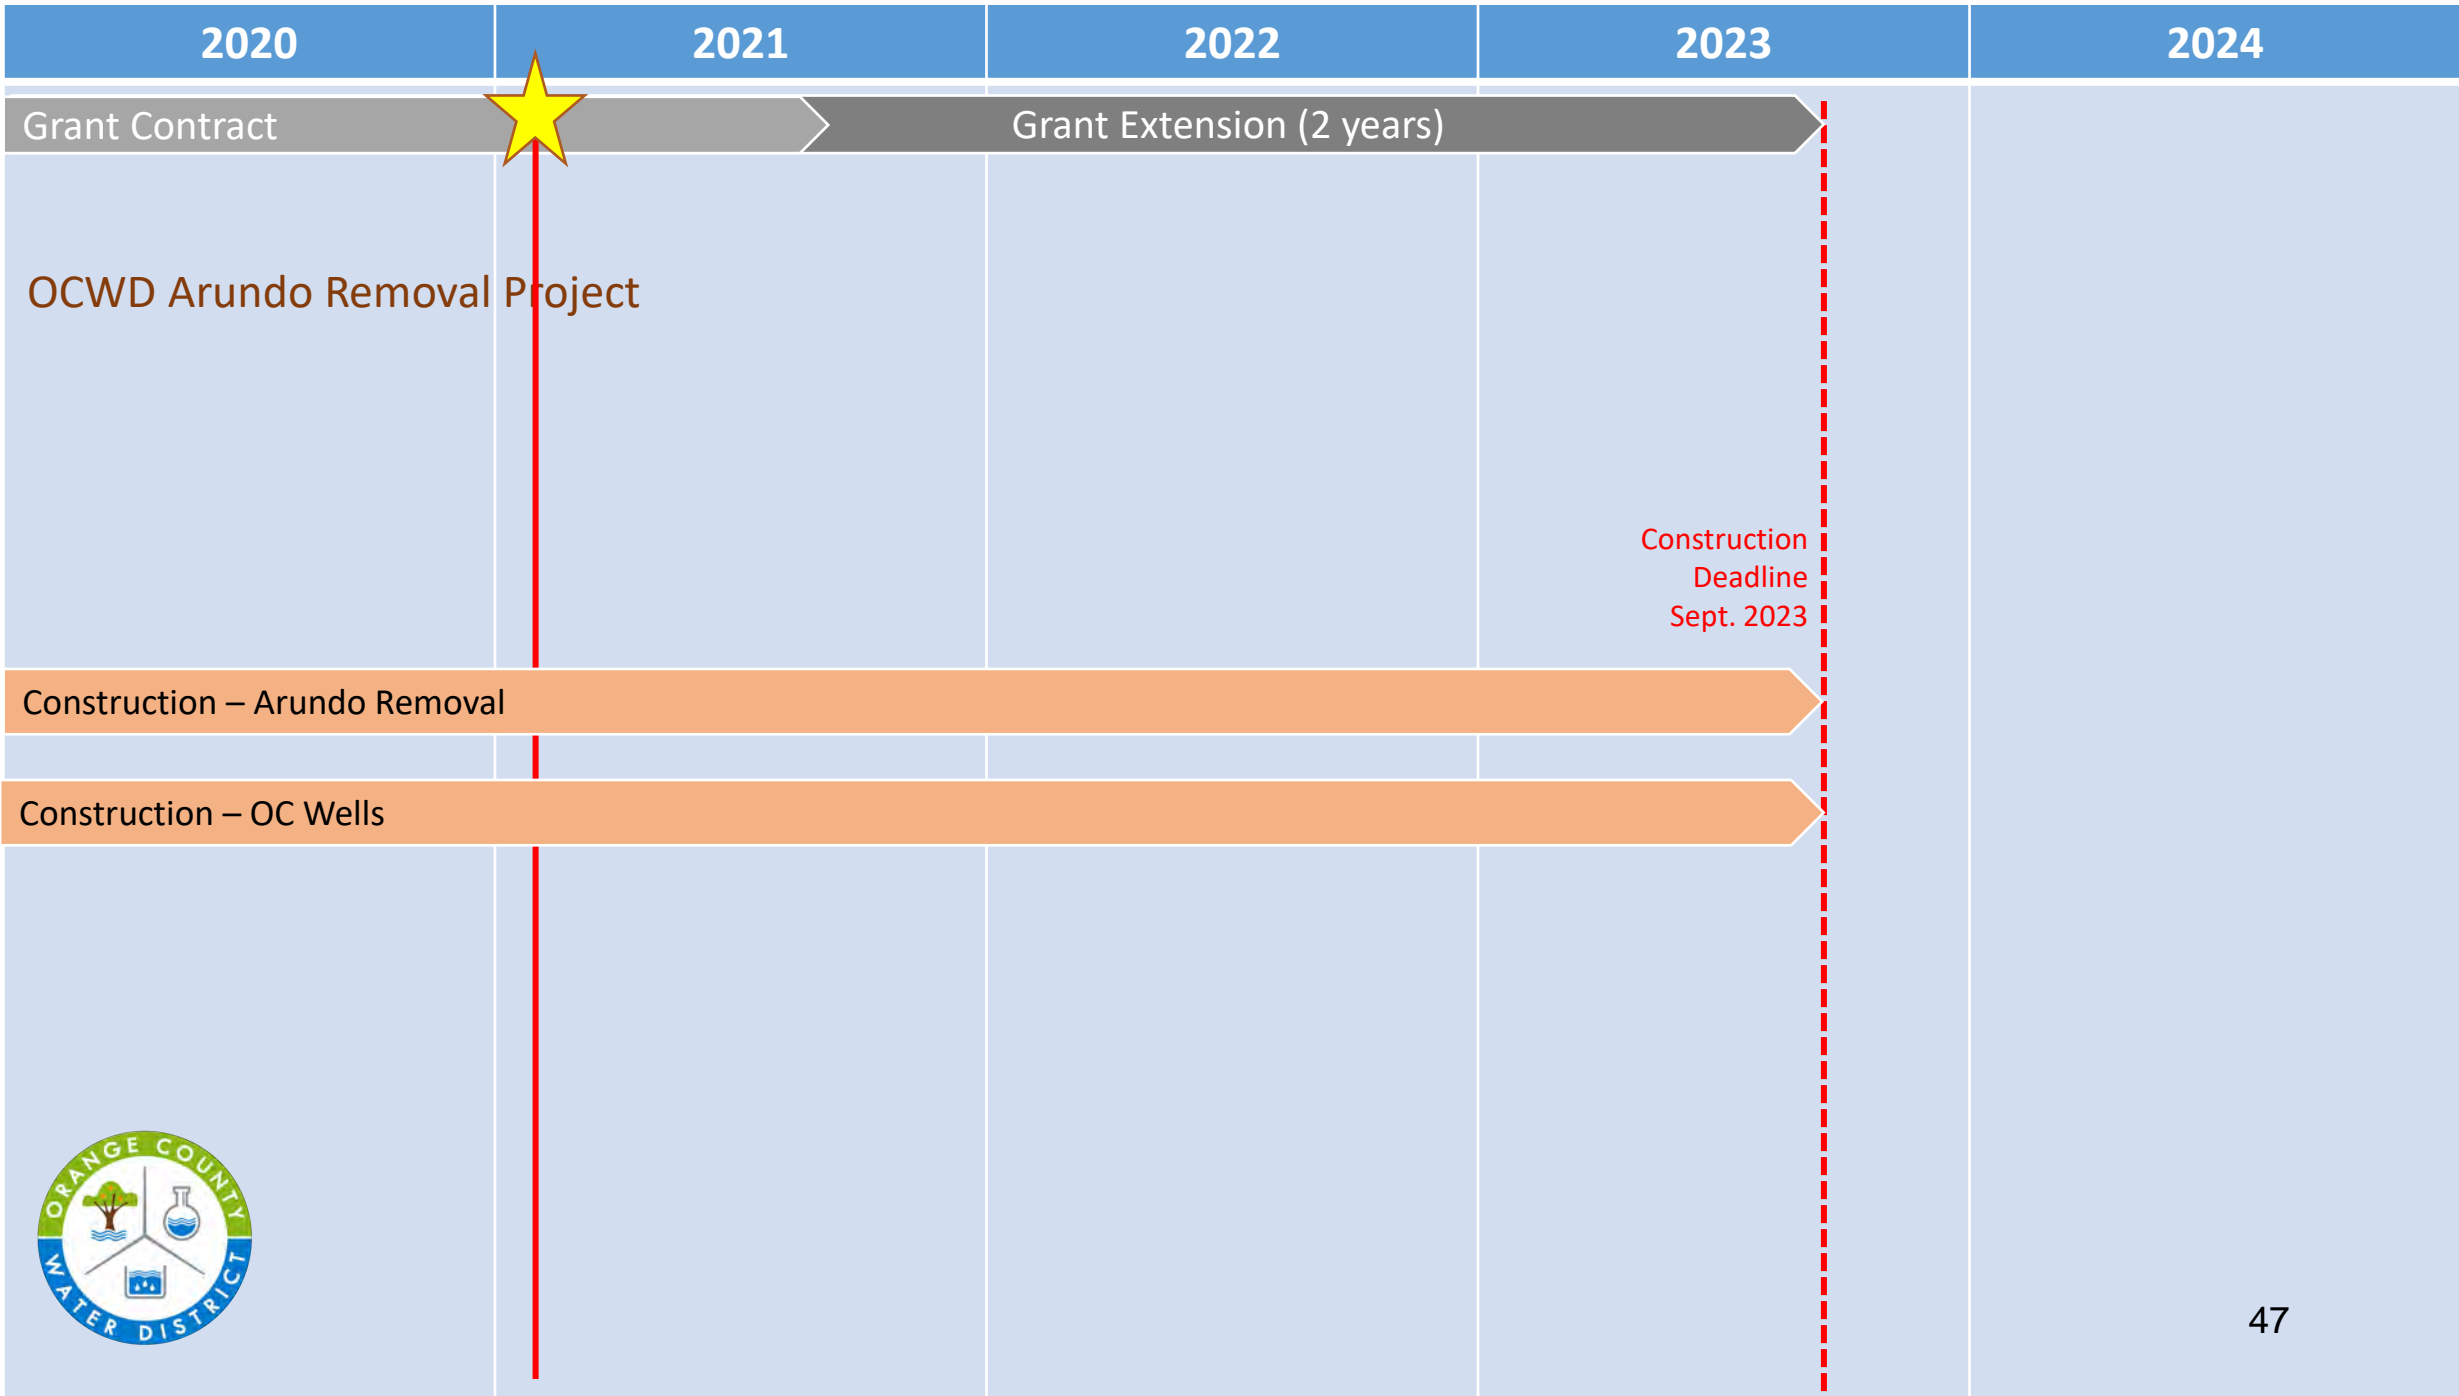 2020 2021 2022 2023 2024
Grant Contract
Grant Extension (2 years)
OCWD Arundo Removal Project
Construction
Deadline
Sept. 2023
Construction – Arundo Removal
Construction – OC Wells
ORANGE COUNTY
WATER DISTRICT
47